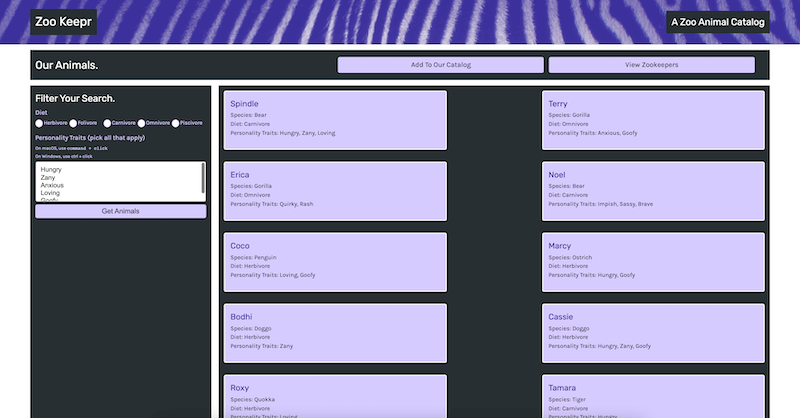 Zoo Keepr
A Zoo Animal Catalog
Our Animals.
Add To Our Catalog
View Zookeepers
Filter Your Search.
Diet
Herbivore Folivore Carnivore Omnivore Piscivore
Personality Traits (pick all that apply)
On macOS, use command + click
On Windows, use ctrl + click
Hungry
Zany
Anxious
Loving
Goofy
Get Animals
Spindle
Species: Bear
Diet: Carnivore
Personality Traits: Hungry, Zany, Loving
Terry
Species: Gorilla
Diet: Omnivore
Personality Traits: Anxious, Goofy
Erica
Species: Gorilla
Diet: Omnivore
Personality Traits: Quirky, Rash
Noel
Species: Bear
Diet: Carnivore
Personality Traits: Impish, Sassy, Brave
Coco
Species: Penguin
Diet: Herbivore
Personality Traits: Loving, Goofy
Marcy
Species: Ostrich
Diet: Herbivore
Personality Traits: Hungry, Goofy
Bodhi
Species: Doggo
Diet: Herbivore
Personality Traits: Zany
Cassie
Species: Doggo
Diet: Herbivore
Personality Traits: Hungry, Zany, Goofy
Roxy
Species: Quokka
Diet: Herbivore
Personality Traits: Loving
Tamara
Species: Tiger
Diet: Carnivore
Personality Traits: Hungry